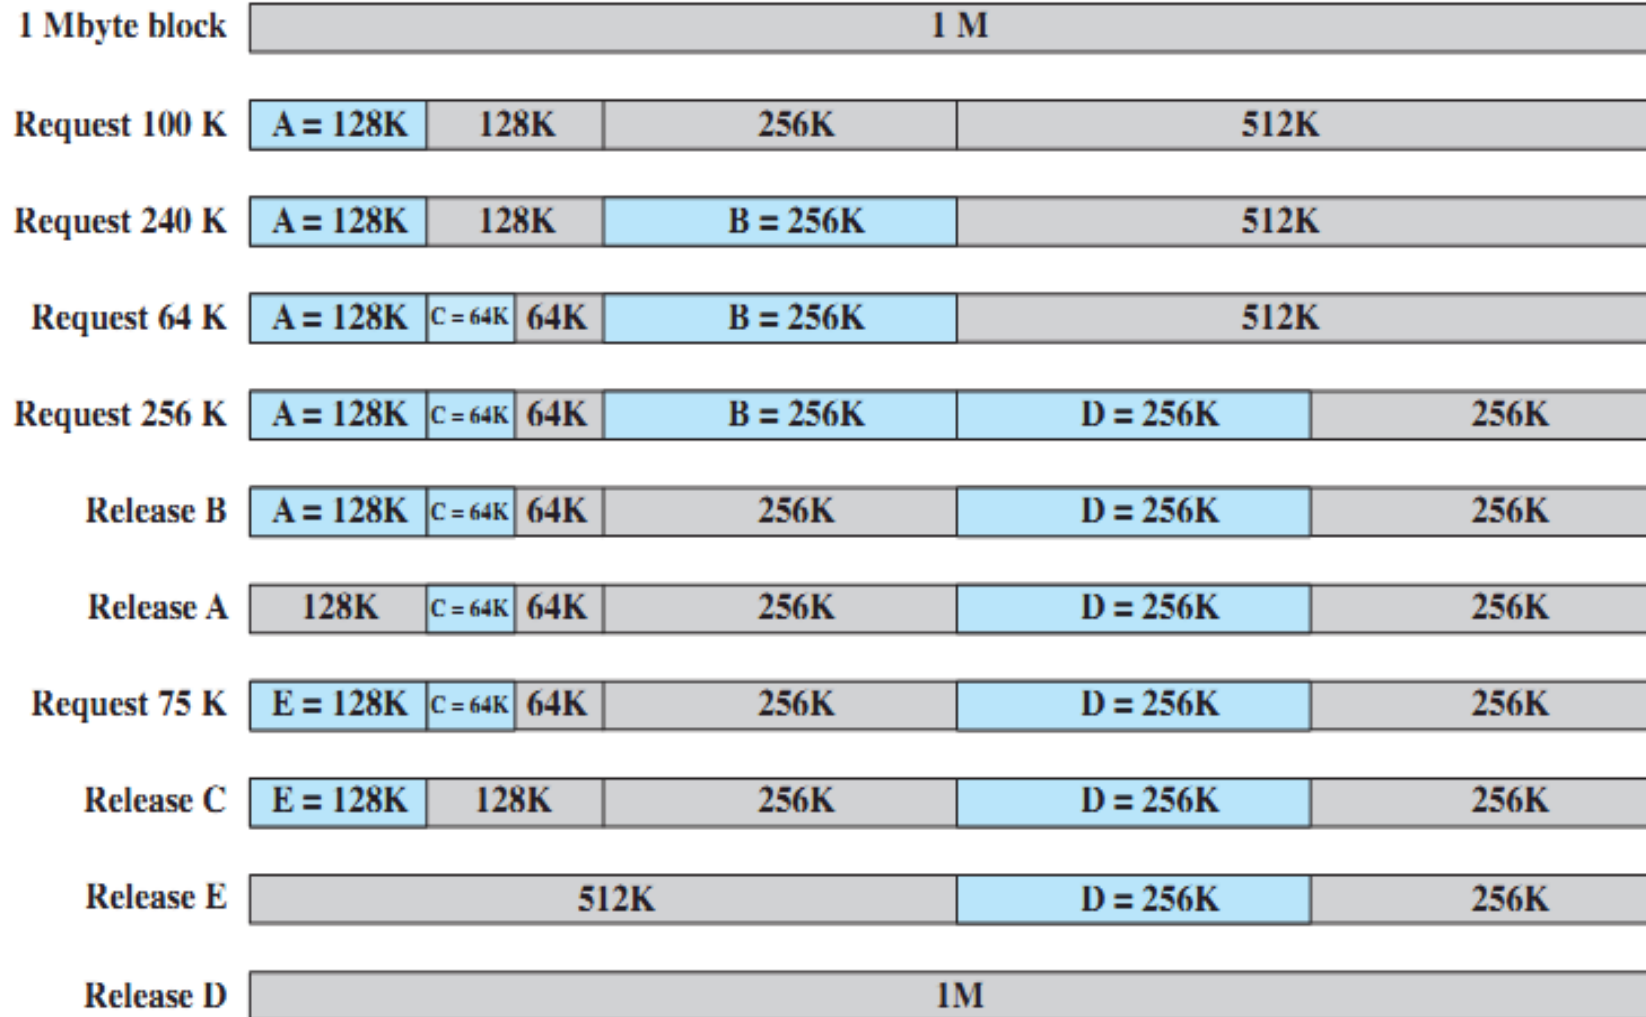 1 Mbyte block 1 M
Request 100 K A = 128K 128K 256K 512K
Request 240 K A = 128K 128K B = 256K 512K
Request 64 K A = 128K C = 64K 64K B = 256K 512K
Request 256 K A = 128K C = 64K 64K B = 256K D = 256K 256K
Release B A = 128K C = 64K 64K 256K D = 256K 256K
Release A 128K C = 64K 64K 256K D = 256K 256K
Request 75 K E = 128K C = 64K 64K 256K D = 256K 256K
Release C E = 128K 128K 256K D = 256K 256K
Release E 512K D = 256K 256K
Release D 1M